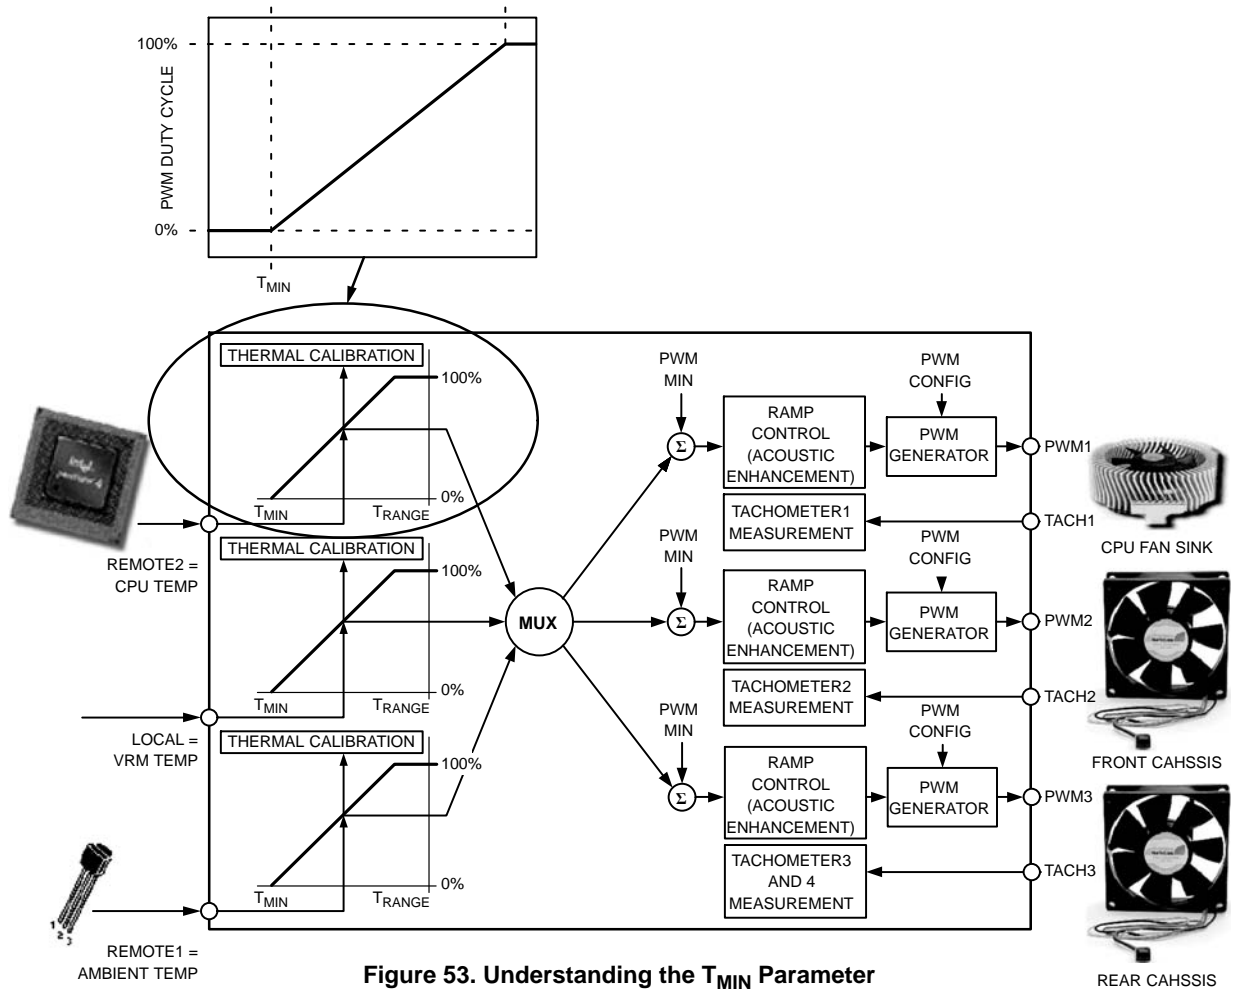 100%
PWM DUTY CYCLE
0%
TMIN
THERMAL CALIBRATION
100%
0%
TMIN
TRANGE
REMOTE2 =
CPU TEMP
THERMAL CALIBRATION
100%
0%
TMIN
TRANGE
LOCAL =
VRM TEMP
THERMAL CALIBRATION
100%
0%
TMIN
TRANGE
REMOTE1 =
AMBIENT TEMP
1
2
3
intel
MUX
PWM
MIN
Σ
RAMP
CONTROL
(ACOUSTIC
ENHANCEMENT)
PWM
CONFIG
PWM
GENERATOR
PWM1
TACHOMETER1
MEASUREMENT
TACH1
CPU FAN SINK
PWM
MIN
Σ
RAMP
CONTROL
(ACOUSTIC
ENHANCEMENT)
PWM
CONFIG
PWM
GENERATOR
PWM2
TACHOMETER2
MEASUREMENT
TACH2
FRONT CAHSSIS
PWM
MIN
Σ
RAMP
CONTROL
(ACOUSTIC
ENHANCEMENT)
PWM
CONFIG
PWM
GENERATOR
PWM3
TACHOMETER3
AND 4
MEASUREMENT
TACH3
REAR CAHSSIS
Figure 53. Understanding the TMIN Parameter